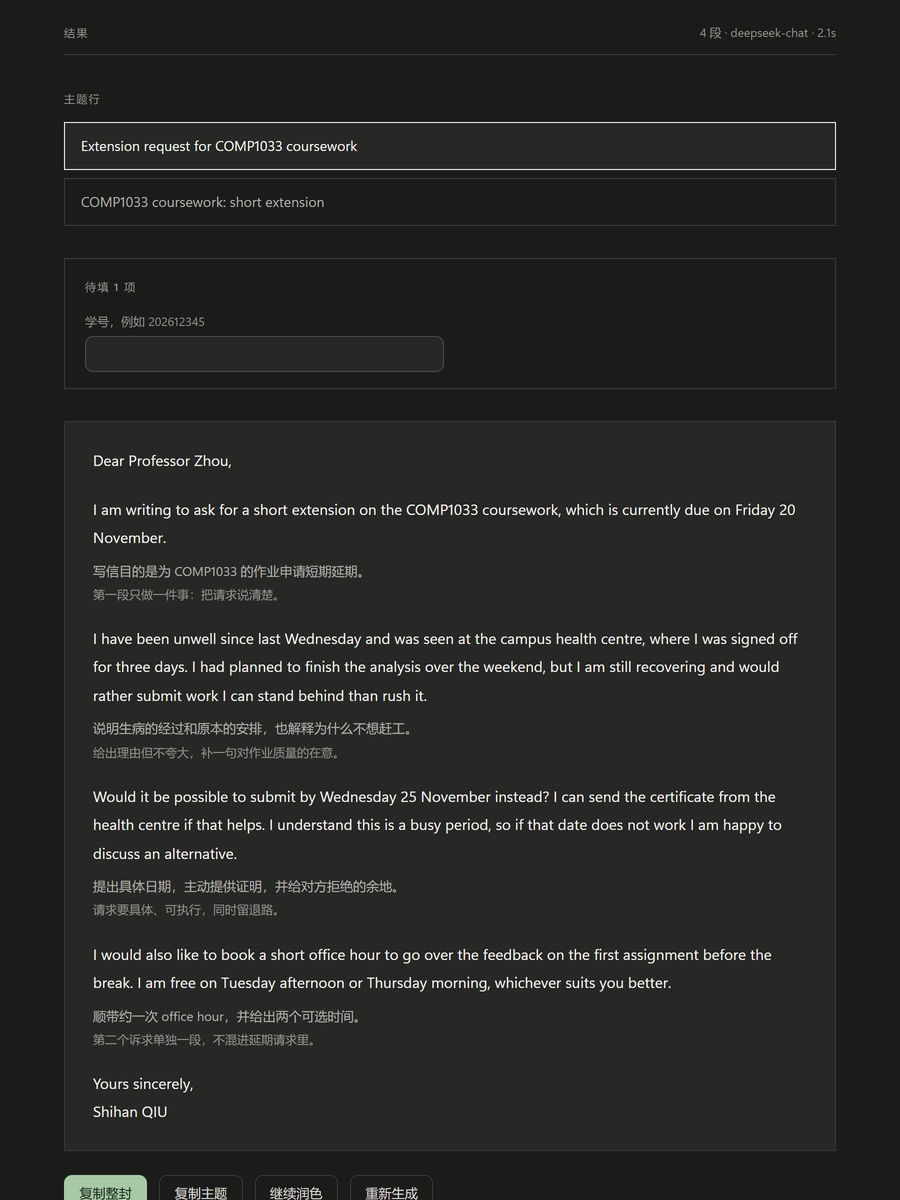 结果
4 段 · deepseek-chat · 2.1s
主题行
Extension request for COMP1033 coursework
COMP1033 coursework: short extension
待填 1 项
学号，例如 202612345
Dear Professor Zhou,
I am writing to ask for a short extension on the COMP1033 coursework, which is currently due on Friday 20
November.
写信目的是为 COMP1033 的作业申请短期延期。
第一段只做一件事：把请求说清楚。
I have been unwell since last Wednesday and was seen at the campus health centre, where I was signed off
for three days. I had planned to finish the analysis over the weekend, but I am still recovering and would
rather submit work I can stand behind than rush it.
说明生病的经过和原本的安排，也解释为什么不想赶工。
给出理由但不夸大，补一句对作业质量的在意。
Would it be possible to submit by Wednesday 25 November instead? I can send the certificate from the
health centre if that helps. I understand this is a busy period, so if that date does not work I am happy to
discuss an alternative.
提出具体日期，主动提供证明，并给对方拒绝的余地。
请求要具体、可执行，同时留退路。
I would also like to book a short office hour to go over the feedback on the first assignment before the
break. I am free on Tuesday afternoon or Thursday morning, whichever suits you better.
顺带约一次 office hour，并给出两个可选时间。
第二个诉求单独一段，不混进延期请求里。
Yours sincerely,
Shihan QIU
复制整封
复制主题
继续润色
重新生成